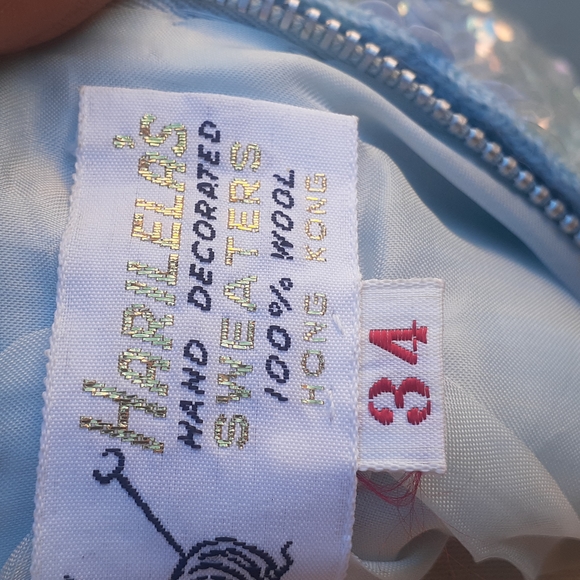 HARILELA'S
HAND DECORATED
SWEATERS
100% WOOL
HONG KONG
34